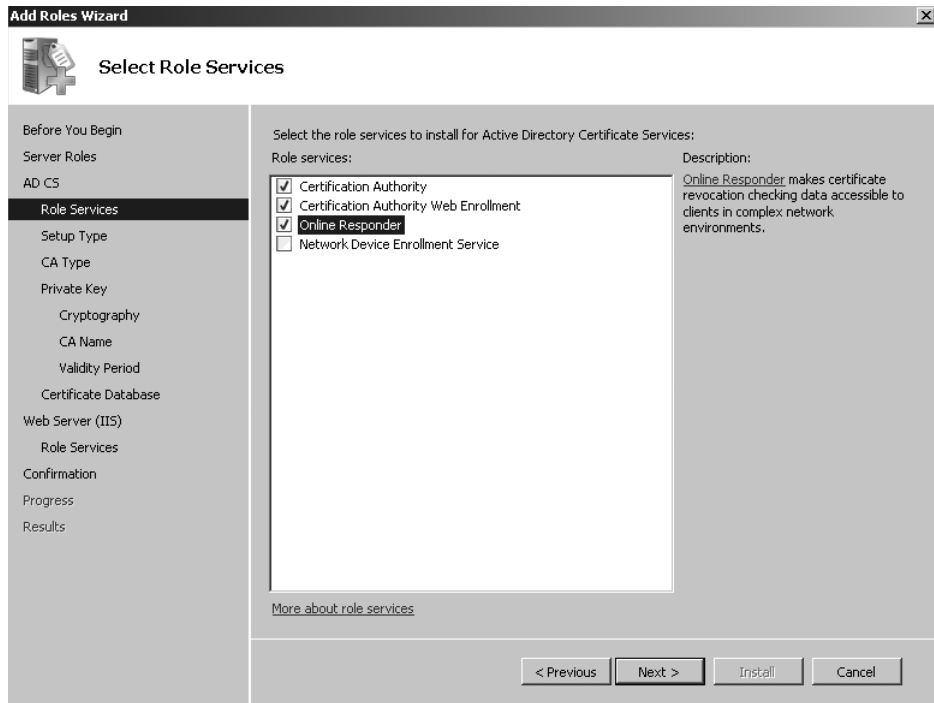 Add Roles Wizard
Select Role Services
Before You Begin
Server Roles
AD CS
Role Services
Setup Type
CA Type
Private Key
Cryptography
CA Name
Validity Period
Certificate Database
Web Server (IIS)
Role Services
Confirmation
Progress
Results
Select the role services to install for Active Directory Certificate Services:
Role services:
Certification Authority
Certification Authority Web Enrollment
Online Responder
Network Device Enrollment Service
More about role services
Description:
Online Responder makes certificate
revocation checking data accessible to
clients in complex network
environments.
< Previous
Next >
Install
Cancel